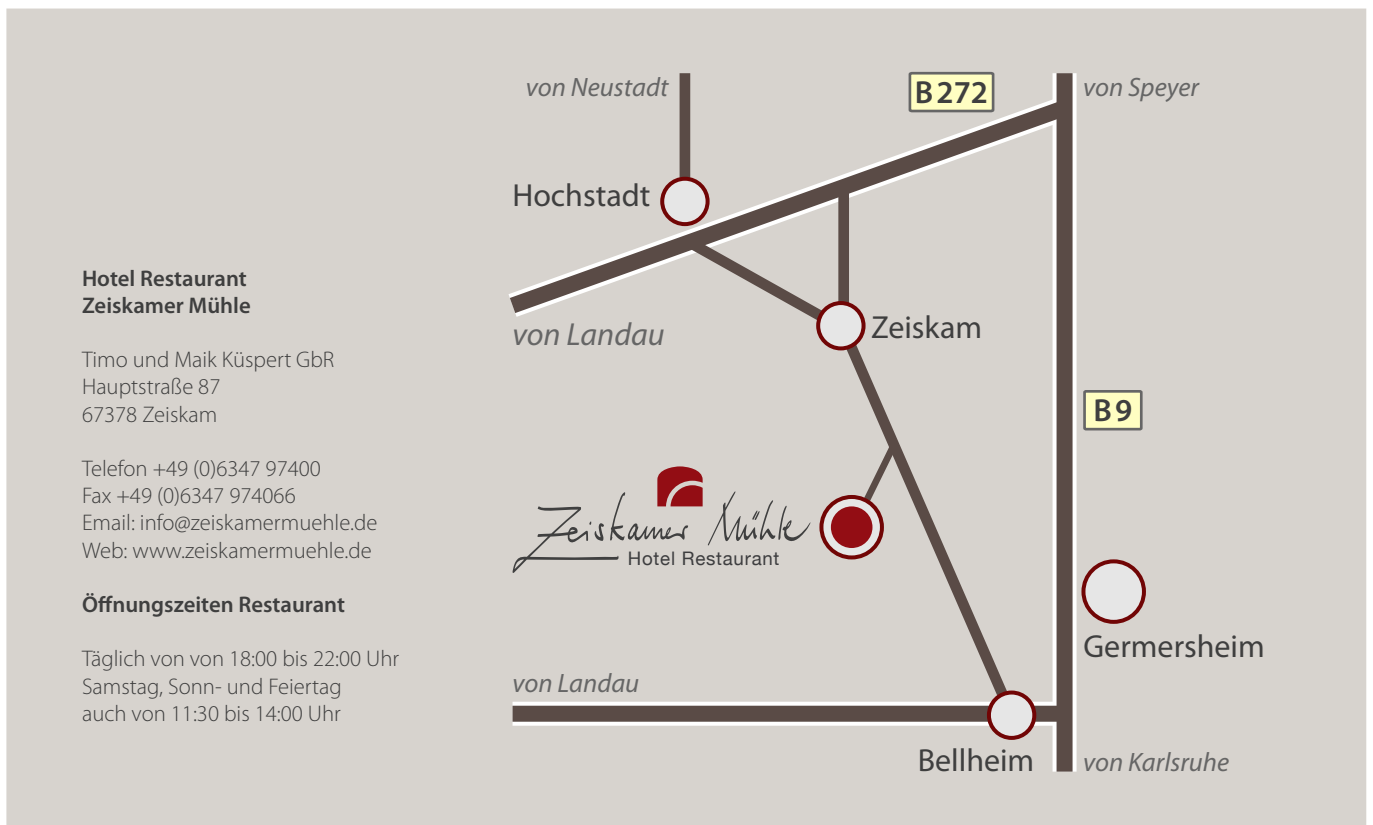 Hotel Restaurant
Zeiskamer Mühle
Timo und Maik Küspert GbR
Hauptstraße 87
67378 Zeiskam
Telefon +49 (0)6347 97400
Fax +49 (0)6347 974066
Email: info@zeiskamermuehle.de
Web: www.zeiskamermuehle.de
Öffnungszeiten Restaurant
Täglich von von 18:00 bis 22:00 Uhr
Samstag, Sonn- und Feiertag
auch von 11:30 bis 14:00 Uhr
von Neustadt
B 272
von Speyer
Hochstadt
von Landau
Zeiskam
B 9
Zeiskamer Mühle
Hotel Restaurant
Germersheim
von Landau
Bellheim
von Karlsruhe